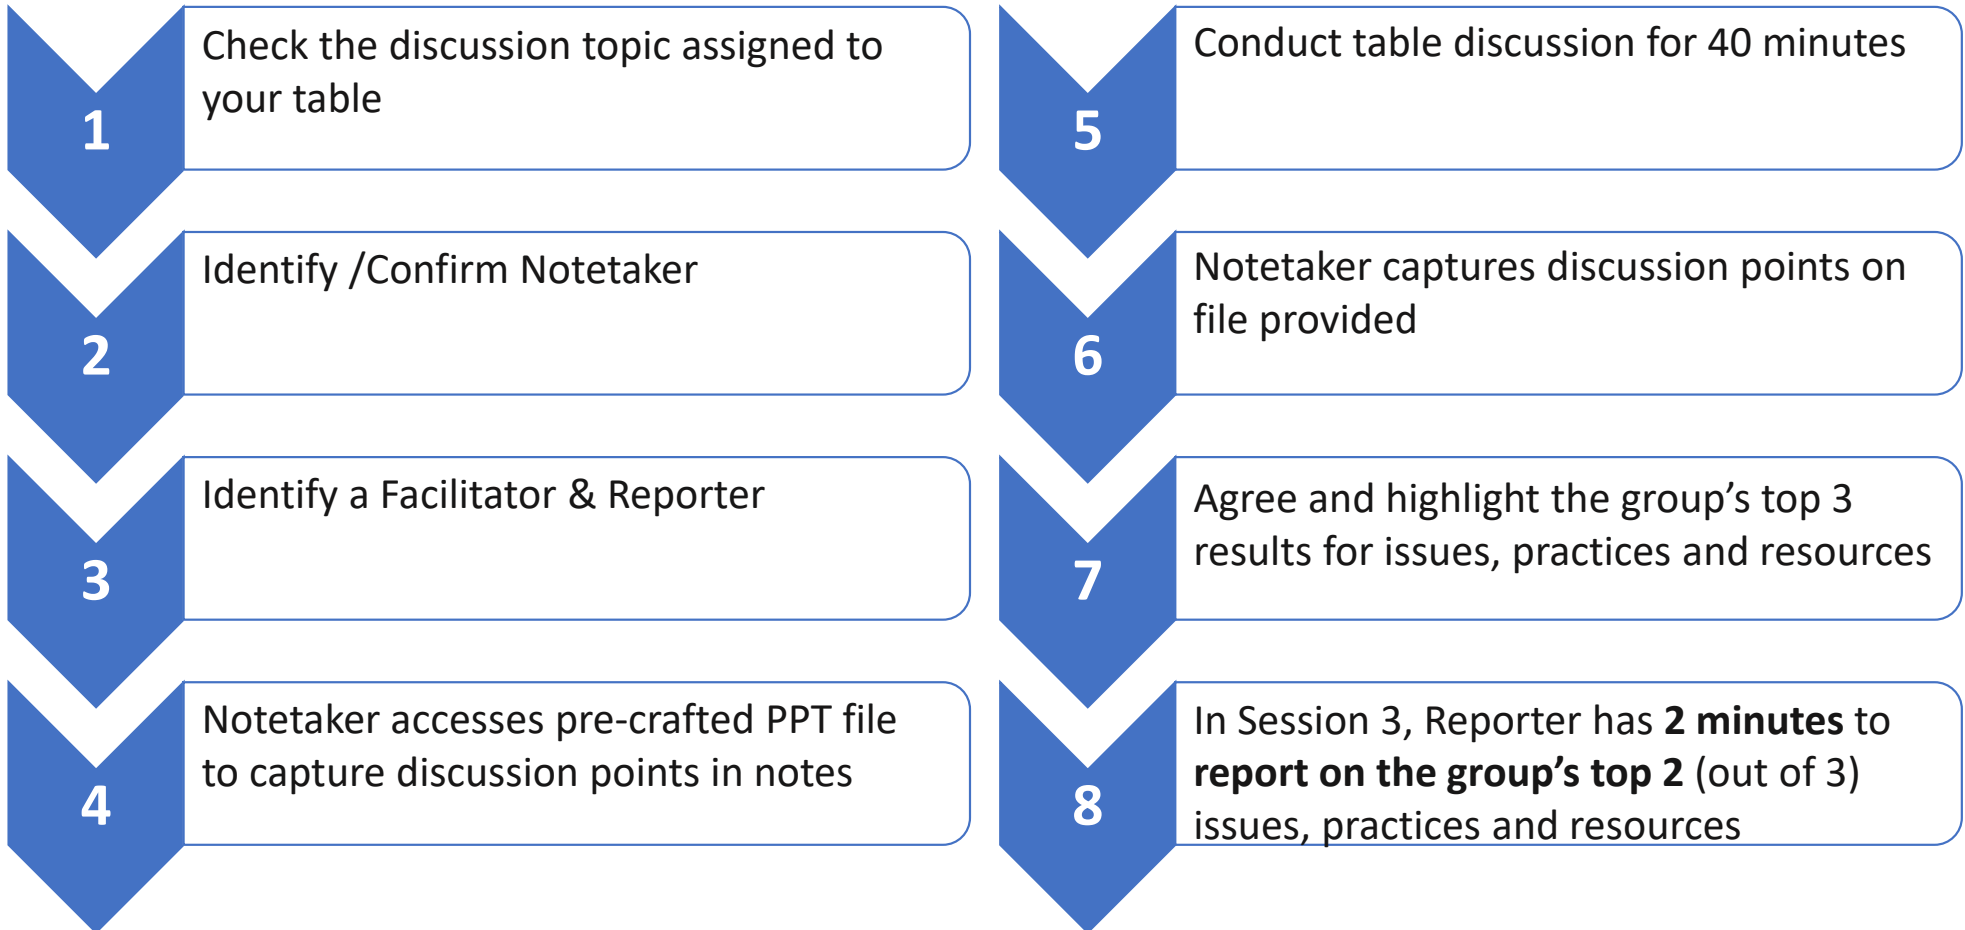 1
Check the discussion topic assigned to
your table
2
Identify /Confirm Notetaker
3
Identify a Facilitator & Reporter
4
Notetaker accesses pre-crafted PPT file
to capture discussion points in notes
5
Conduct table discussion for 40 minutes
6
Notetaker captures discussion points on
file provided
7
Agree and highlight the group’s top 3
results for issues, practices and resources
8
In Session 3, Reporter has 2 minutes to
report on the group’s top 2 (out of 3)
issues, practices and resources